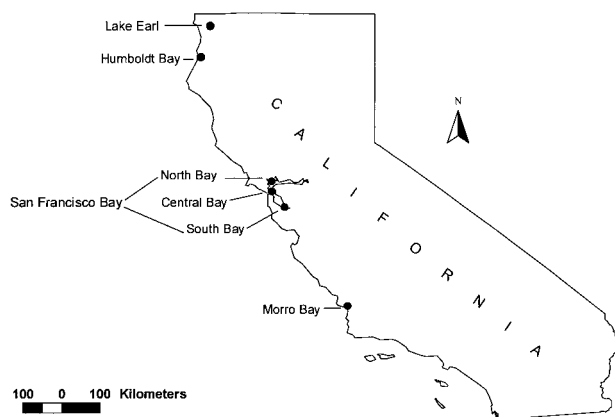 Lake Earl
Humboldt Bay
CALIFORNIA
N
North Bay
San Francisco Bay
Central Bay
South Bay
Morro Bay
100 0 100 Kilometers